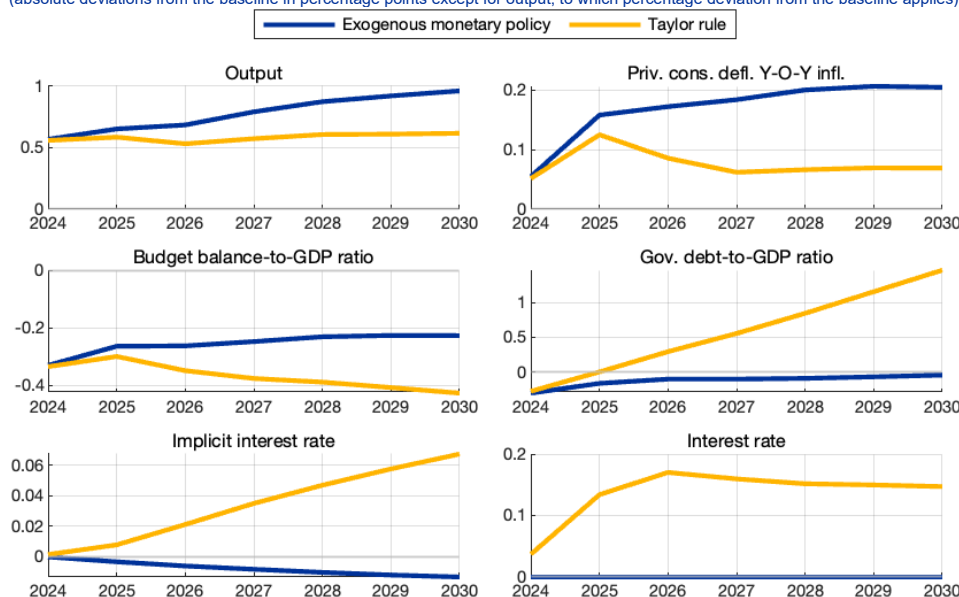 (absolute deviations from the baseline in percentage points except for output, to which percentage deviation from the baseline applies)
Exogenous monetary policy Taylor rule
Output
1
0.5
0
2024 2025 2026 2027 2028 2029 2030
Priv. cons. defl. Y-O-Y infl.
0.2
0.1
0
2024 2025 2026 2027 2028 2029 2030
Budget balance-to-GDP ratio
0
-0.2
-0.4
2024 2025 2026 2027 2028 2029 2030
Gov. debt-to-GDP ratio
1
0.5
0
2024 2025 2026 2027 2028 2029 2030
Implicit interest rate
0.06
0.04
0.02
0
2024 2025 2026 2027 2028 2029 2030
Interest rate
0.2
0.1
0
2024 2025 2026 2027 2028 2029 2030